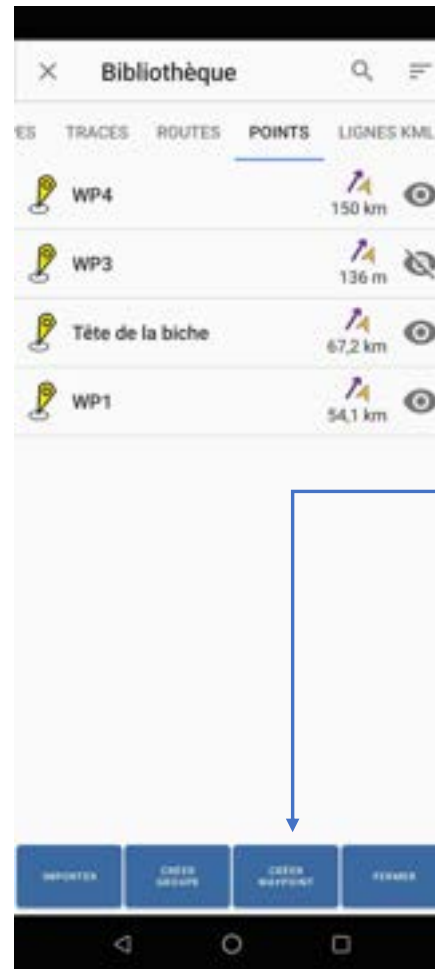 Bibliothèque
ES TRACES ROUTES POINTS LIGNES KML
WP4
150 km
WP3
136 m
Tête de la biche
67,2 km
WP1
54,1 km
IMPORTER
CRÉER
GROUPE
CRÉER
WAYPOINT
FERMER